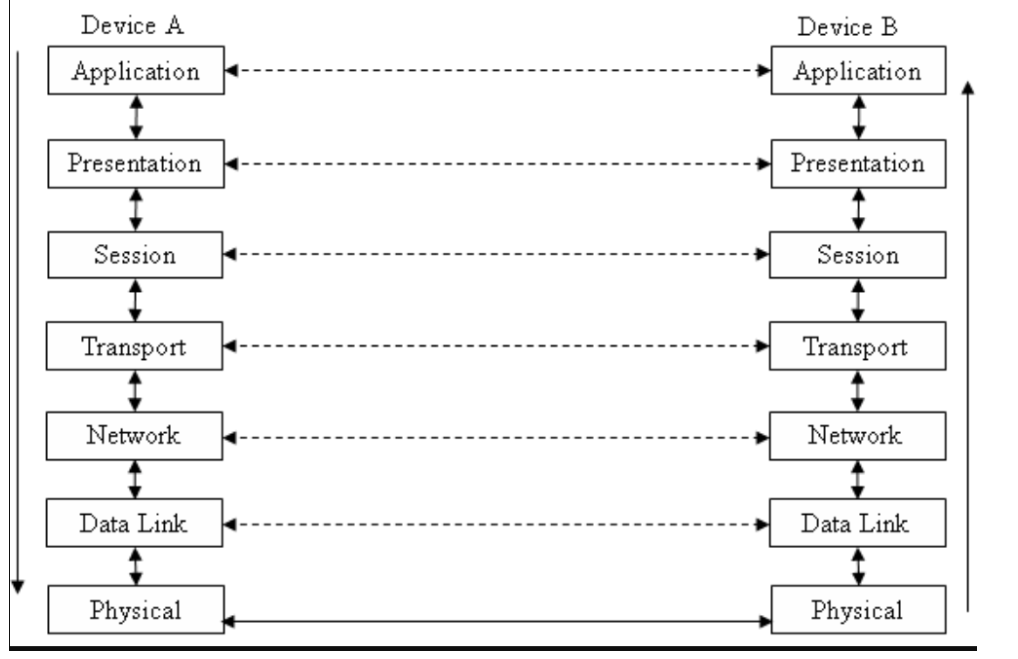 Device A
Device B
Application
Application
Presentation
Presentation
Session
Session
Transport
Transport
Network
Network
Data Link
Data Link
Physical
Physical